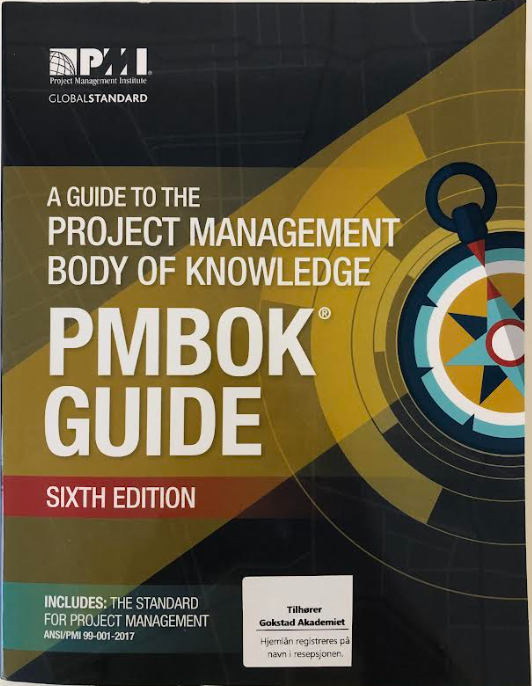 PMI®
Project Management Institute
GLOBALSTANDARD
A GUIDE TO THE
PROJECT MANAGEMENT
BODY OF KNOWLEDGE
PMBOK®
GUIDE
SIXTH EDITION
INCLUDES: THE STANDARD
FOR PROJECT MANAGEMENT
ANSI/PMI 99-001-2017
Tilhører
Gokstad Akademiet
Hjemlån registreres på
navn i resepsjonen.